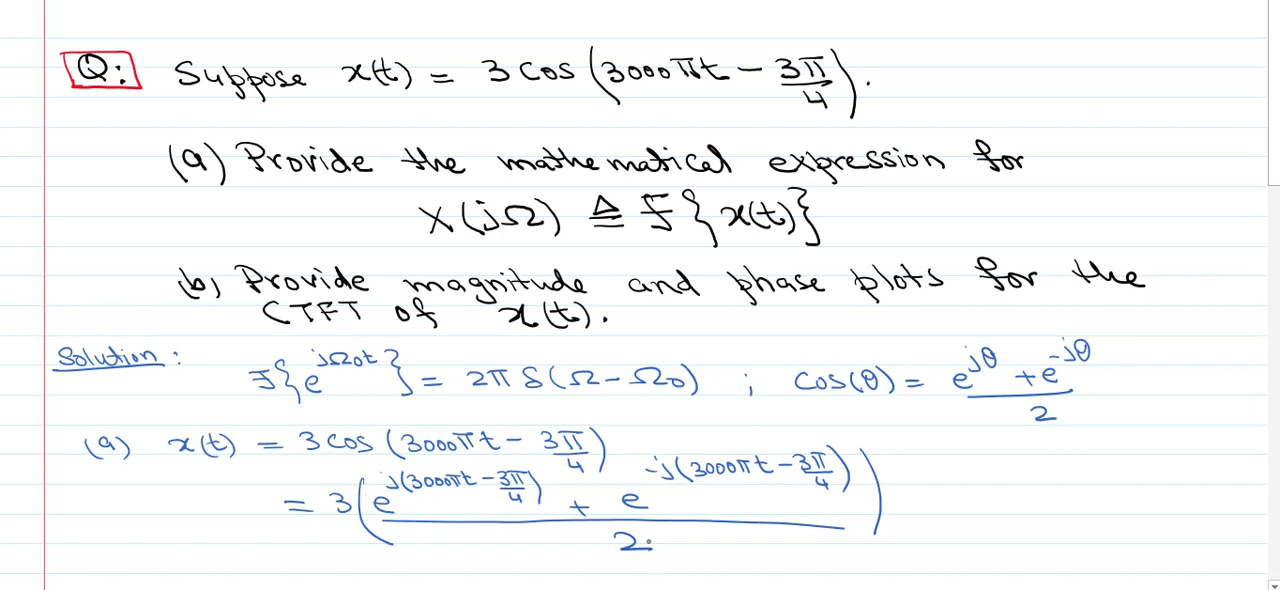 Q: Suppose x(t) = 3 cos (3000πt − 3π/4).
(a) Provide the mathematical expression for
X(jΩ) ≜ F{x(t)}
(b) Provide magnitude and phase plots for the
CTFT of x(t).
Solution: F{e^{jΩ₀t}} = 2π δ(Ω − Ω₀) ; cos(θ) = (e^{jθ} + e^{-jθ})/2
(a) x(t) = 3 cos (3000πt − 3π/4)
= 3 ((e^{j(3000πt − 3π/4)} + e^{-j(3000πt − 3π/4)})/2)